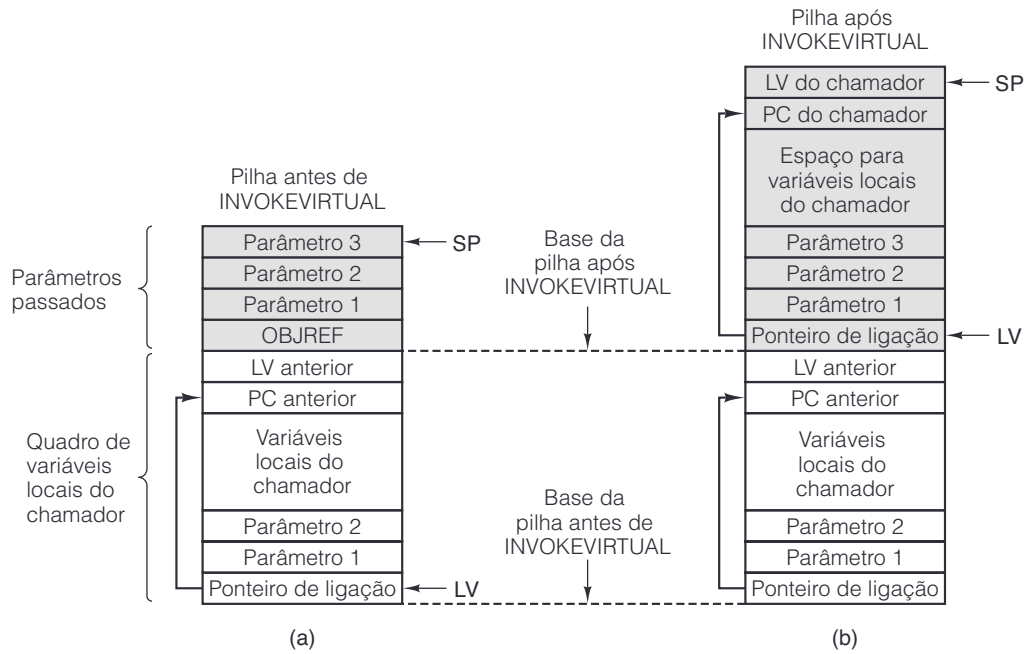 Pilha após
INVOKEVIRTUAL
LV do chamador
SP
PC do chamador
Espaço para
variáveis locais
do chamador
Parâmetro 3
Parâmetro 2
Parâmetro 1
Ponteiro de ligação
LV
LV anterior
PC anterior
Variáveis
locais do
chamador
Parâmetro 2
Parâmetro 1
Ponteiro de ligação
(b)
Pilha antes de
INVOKEVIRTUAL
Parâmetro 3
SP
Parâmetro 2
Parâmetro 1
OBJREF
Parâmetros
passados
LV anterior
PC anterior
Variáveis
locais do
chamador
Parâmetro 2
Parâmetro 1
Ponteiro de ligação
LV
Quadro de
variáveis
locais do
chamador
(a)
Base da
pilha após
INVOKEVIRTUAL
Base da
pilha antes de
INVOKEVIRTUAL